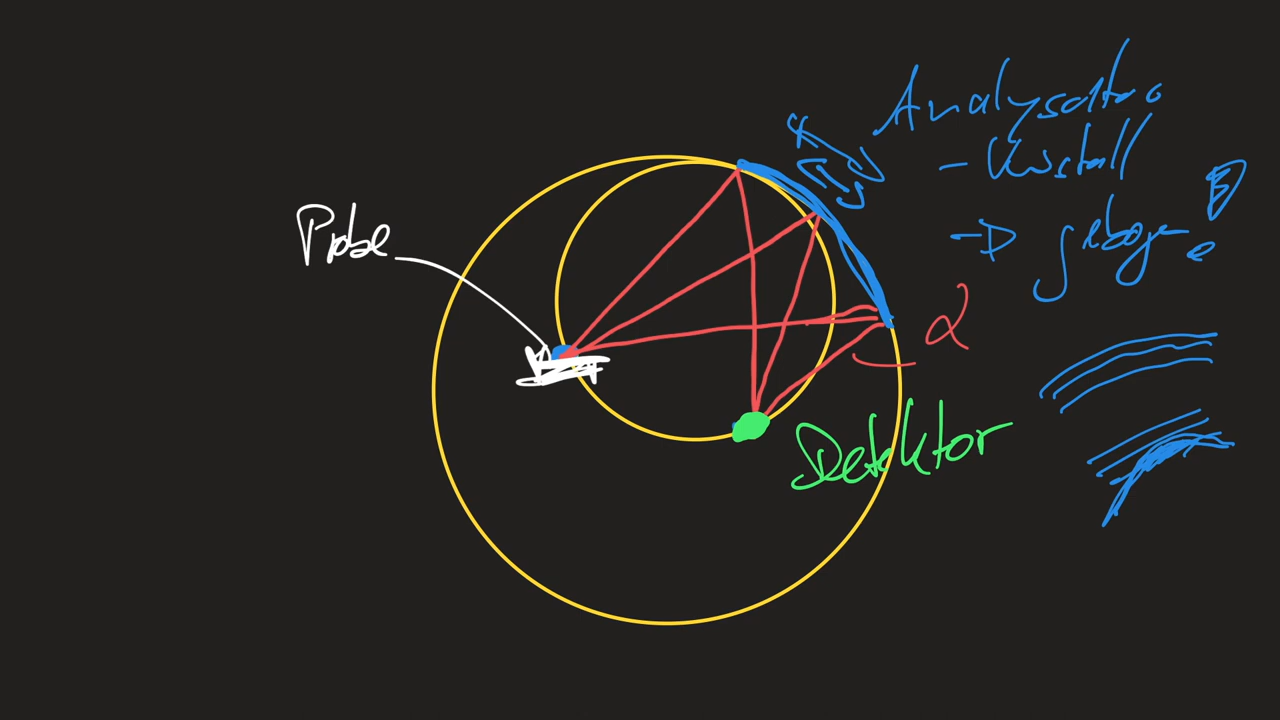 Analysator
- Kristall
→ gebogen
Probe
α
Detektor